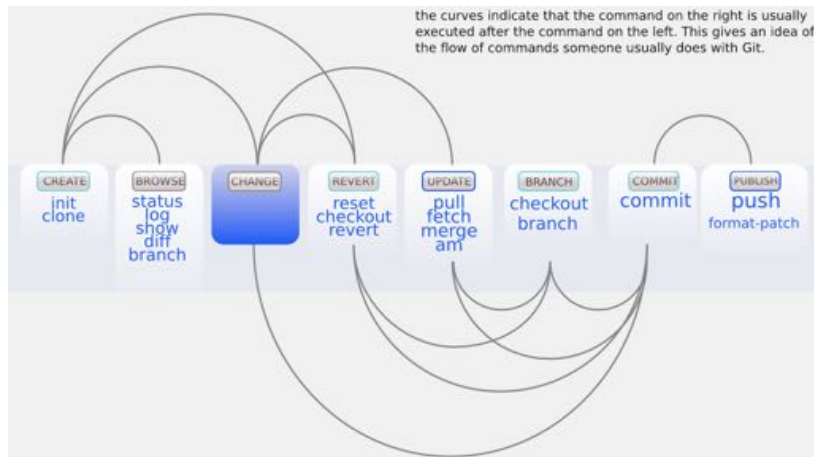 the curves indicate that the command on the right is usually
executed after the command on the left. This gives an idea of
the flow of commands someone usually does with Git.
CREATE
init
clone
BROWSE
status
log
show
diff
branch
CHANGE
REVERT
reset
checkout
revert
UPDATE
pull
fetch
merge
am
BRANCH
checkout
branch
COMMIT
commit
PUBLISH
push
format-patch